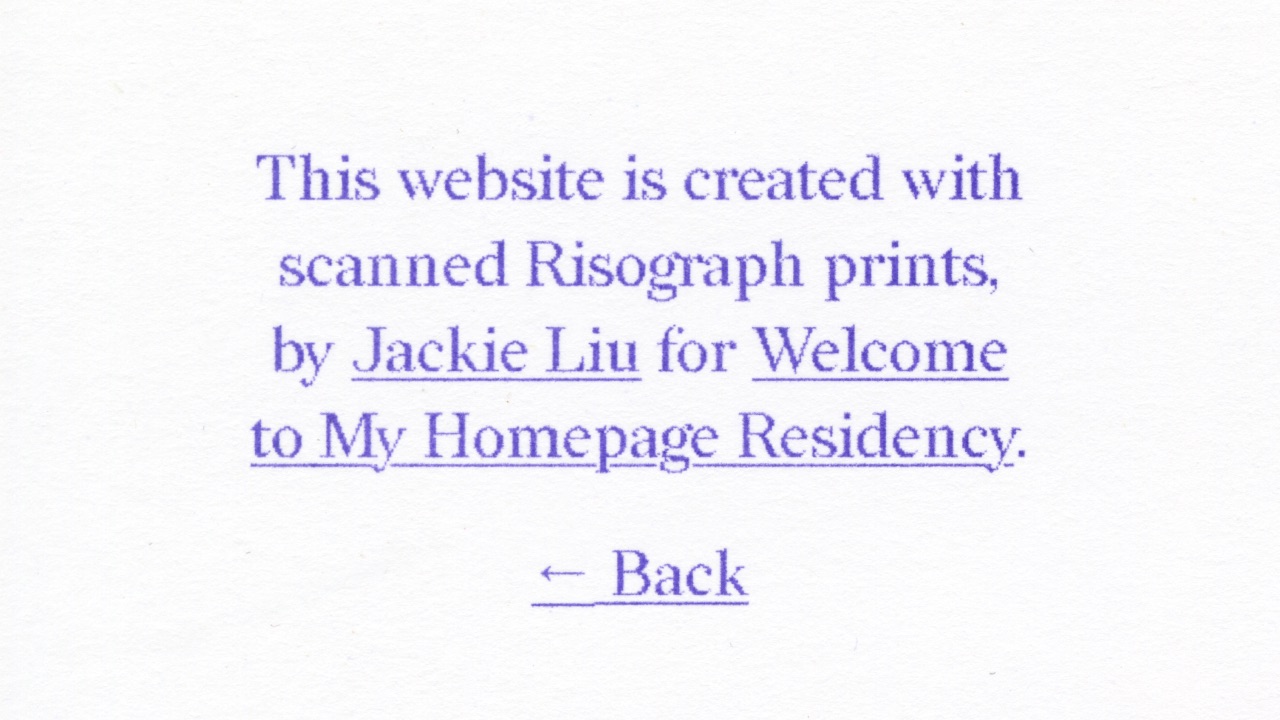 This website is created with
scanned Risograph prints,
by Jackie Liu for Welcome
to My Homepage Residency.
← Back